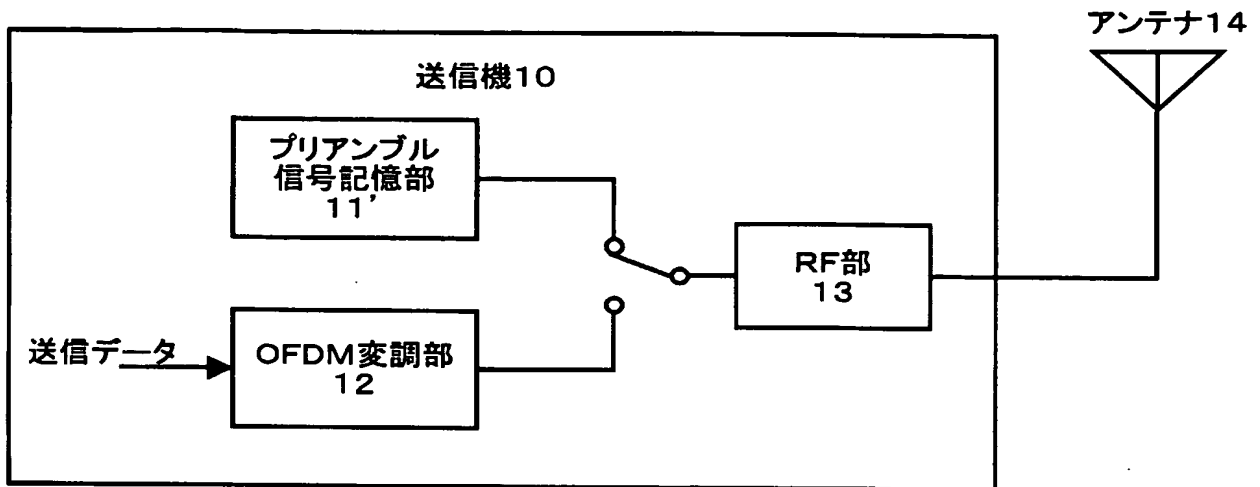 アンテナ14
送信機10
プリアンブル
信号記憶部
11’
RF部
13
送信データ
OFDM変調部
12